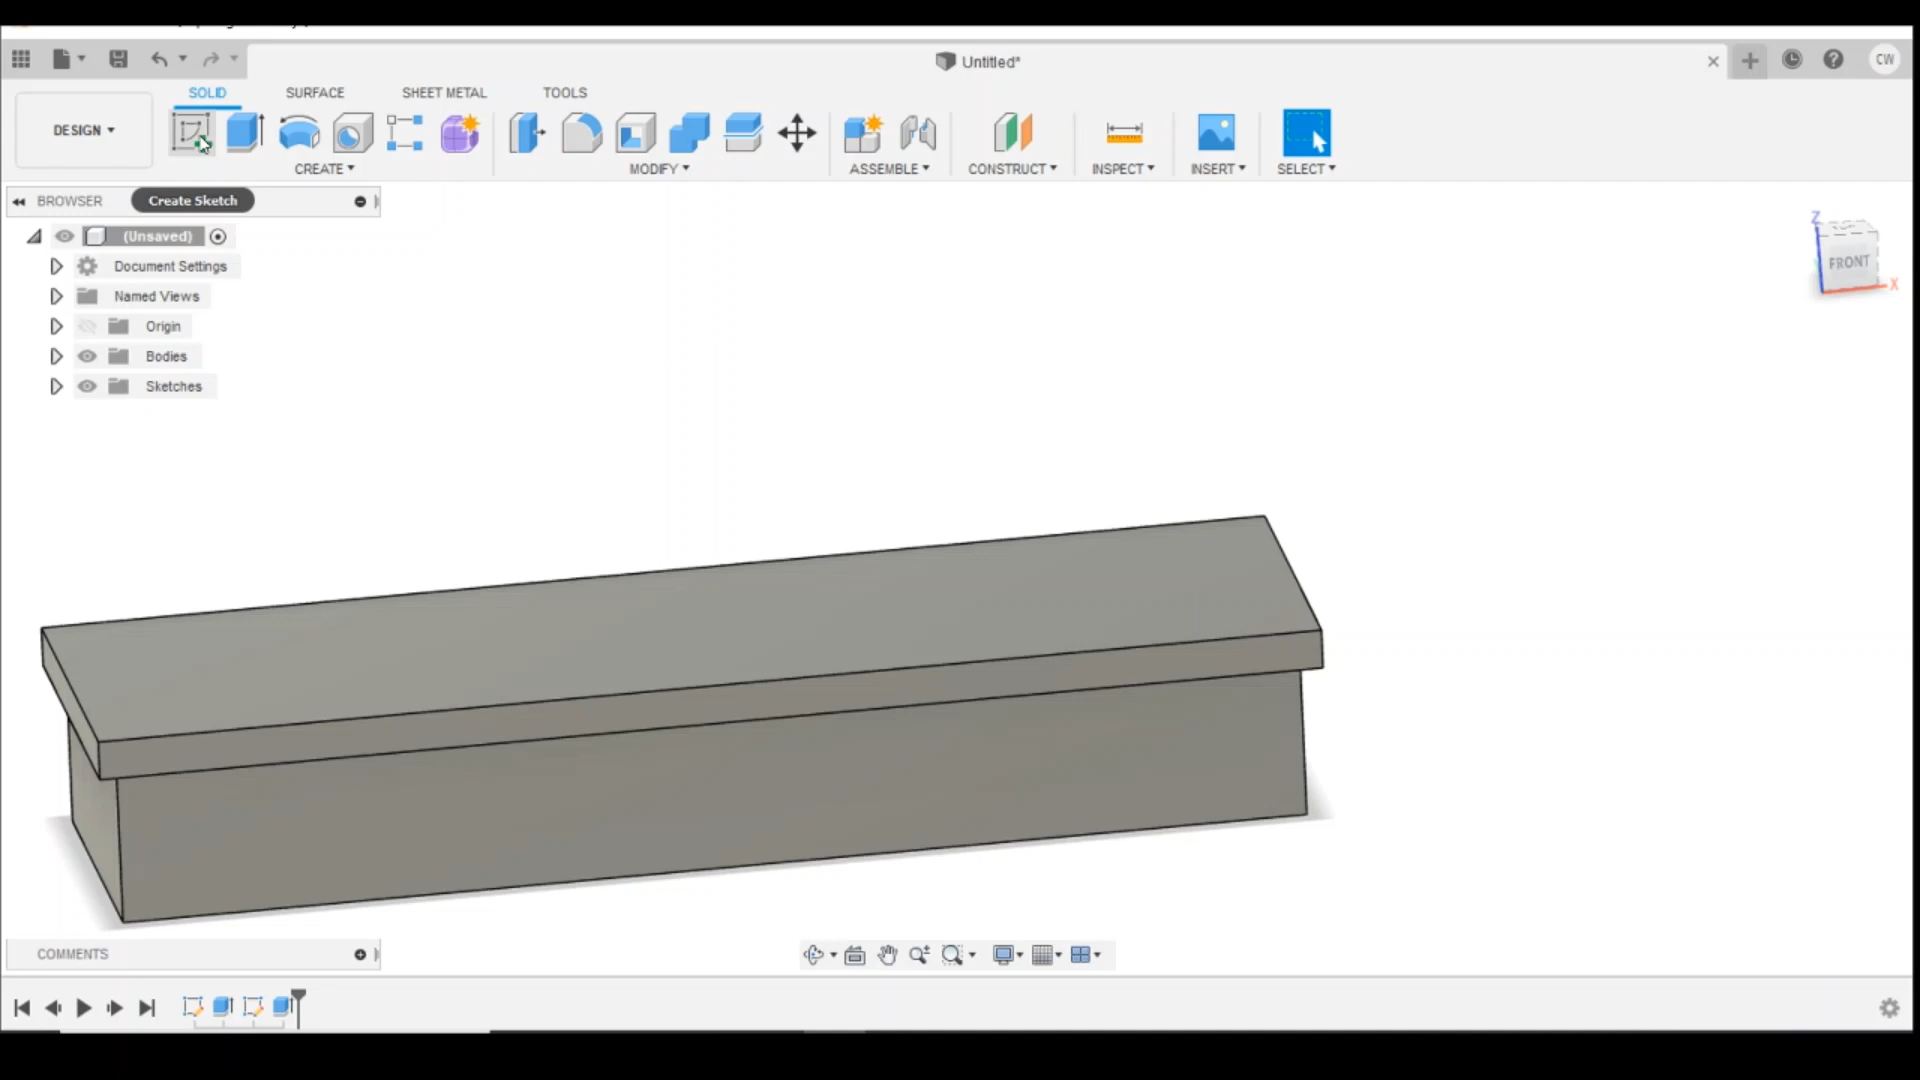 Untitled*
CW
SOLID
SURFACE
SHEET METAL
TOOLS
DESIGN
CREATE
MODIFY
ASSEMBLE
CONSTRUCT
INSPECT
INSERT
SELECT
BROWSER
Create Sketch
(Unsaved)
Document Settings
Named Views
Origin
Bodies
Sketches
Z
FRONT
X
COMMENTS